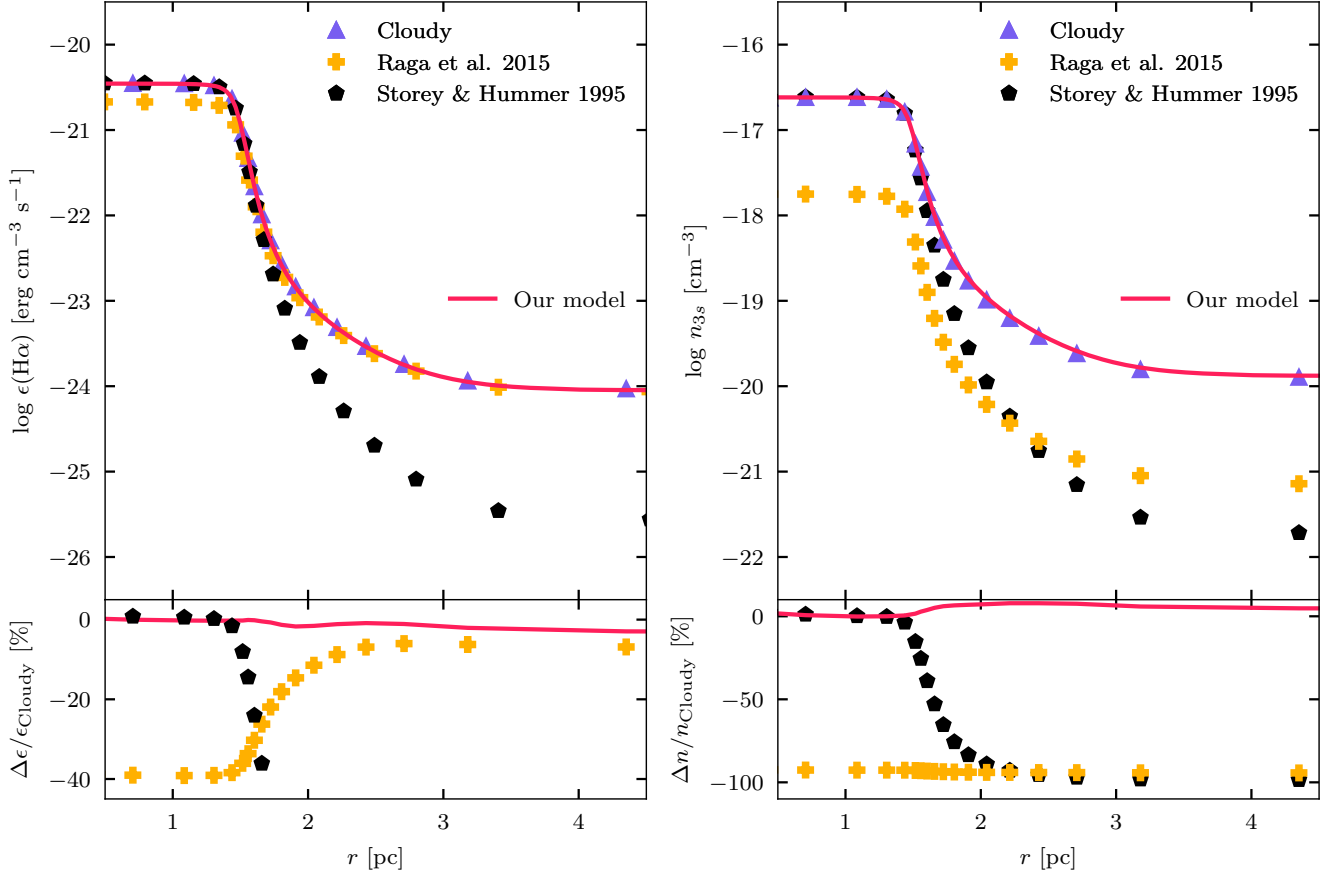 −20
−21
−22
−23
−24
−25
−26
log ϵ(Hα) [erg cm⁻³ s⁻¹]
Cloudy
Raga et al. 2015
Storey & Hummer 1995
Our model
0
−20
−40
Δϵ/ϵCloudy [%]
1
2
3
4
r [pc]
−16
−17
−18
−19
−20
−21
−22
log n₃ₛ [cm⁻³]
Cloudy
Raga et al. 2015
Storey & Hummer 1995
Our model
0
−50
−100
Δn/nCloudy [%]
1
2
3
4
r [pc]